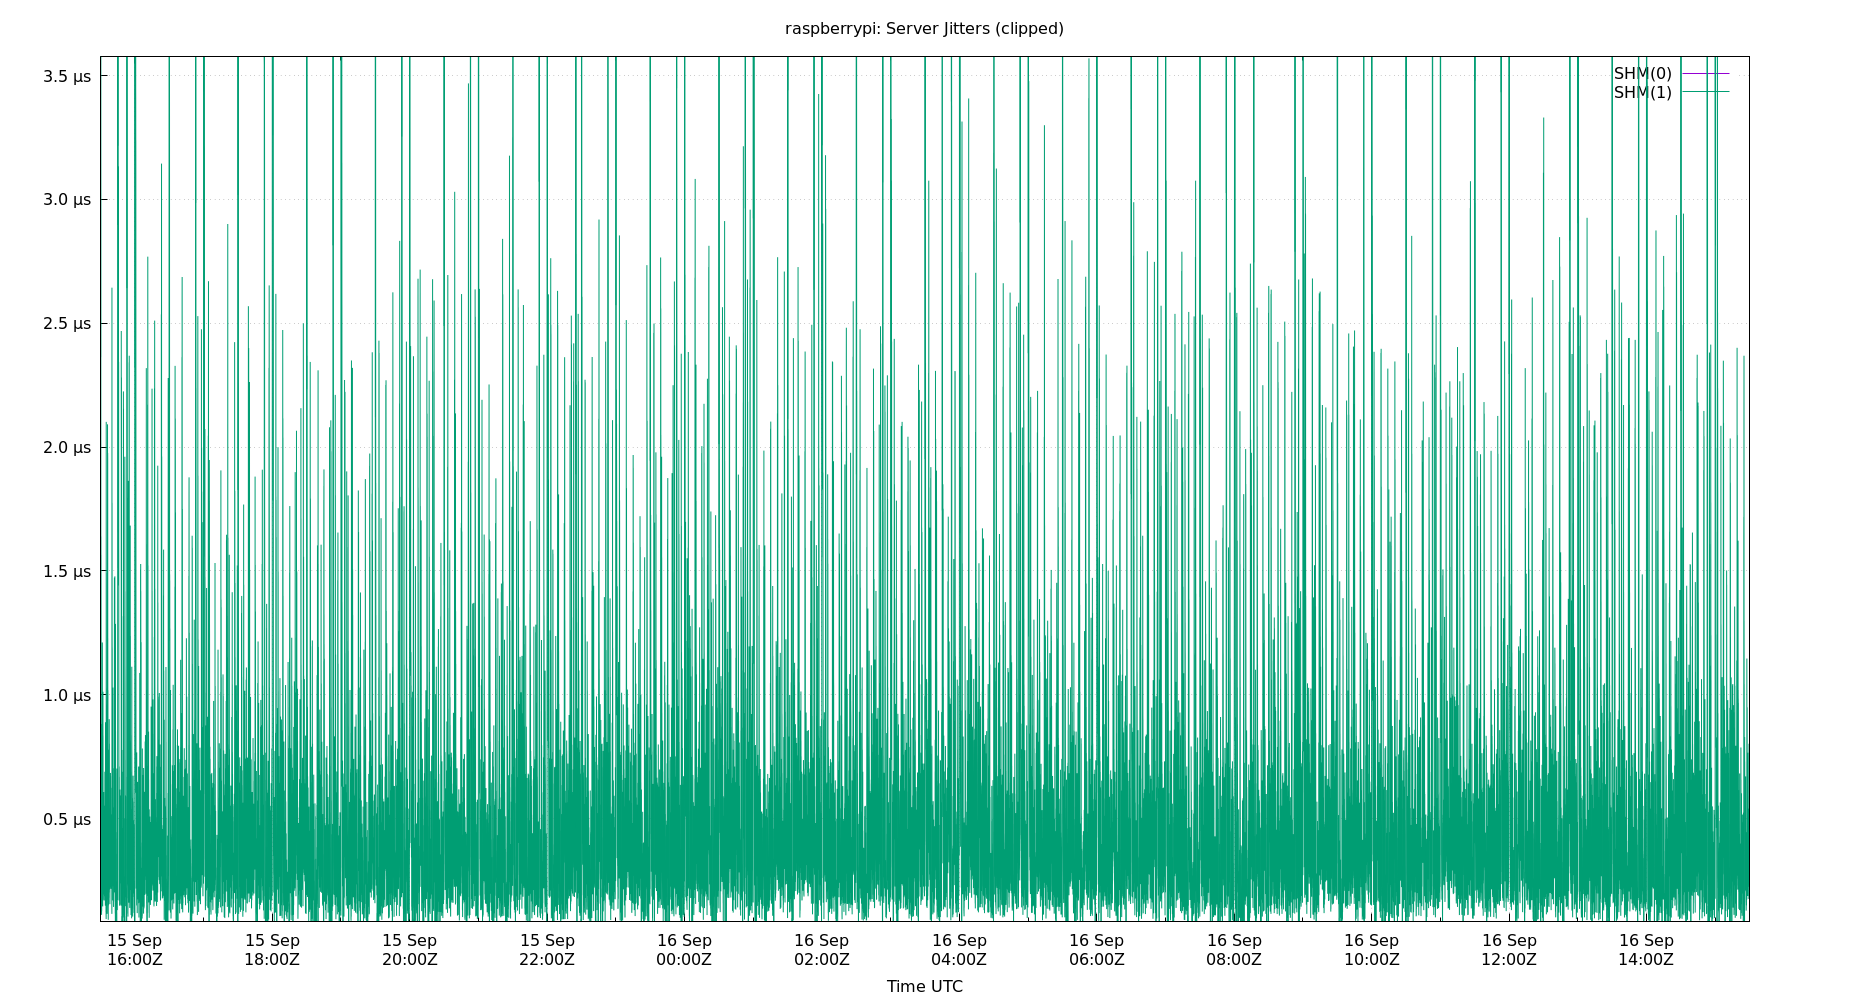 raspberrypi: Server Jitters (clipped)
3.5 µs
3.0 µs
2.5 µs
2.0 µs
1.5 µs
1.0 µs
0.5 µs
SHM(0)
SHM(1)
15 Sep 15 Sep 15 Sep 15 Sep 16 Sep 16 Sep 16 Sep 16 Sep 16 Sep 16 Sep 16 Sep 16 Sep
16:00Z 18:00Z 20:00Z 22:00Z 00:00Z 02:00Z 04:00Z 06:00Z 08:00Z 10:00Z 12:00Z 14:00Z
Time UTC